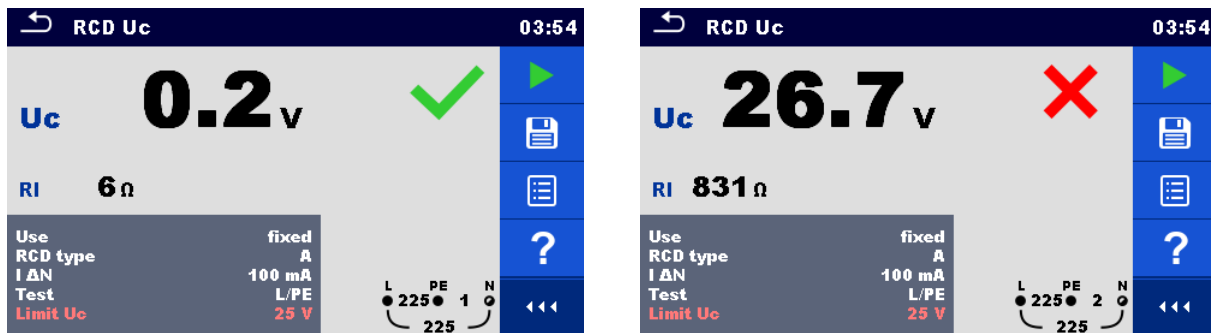 RCD Uc 03:54
Uc 0.2 V
RI 6 Ω
Use fixed
RCD type A
I ΔN 100 mA
Test L/PE
Limit Uc 25 V
?
L PE N
225 1
225
RCD Uc 03:54
Uc 26.7 V
RI 831 Ω
Use fixed
RCD type A
I ΔN 100 mA
Test L/PE
Limit Uc 25 V
?
L PE N
225 2
225